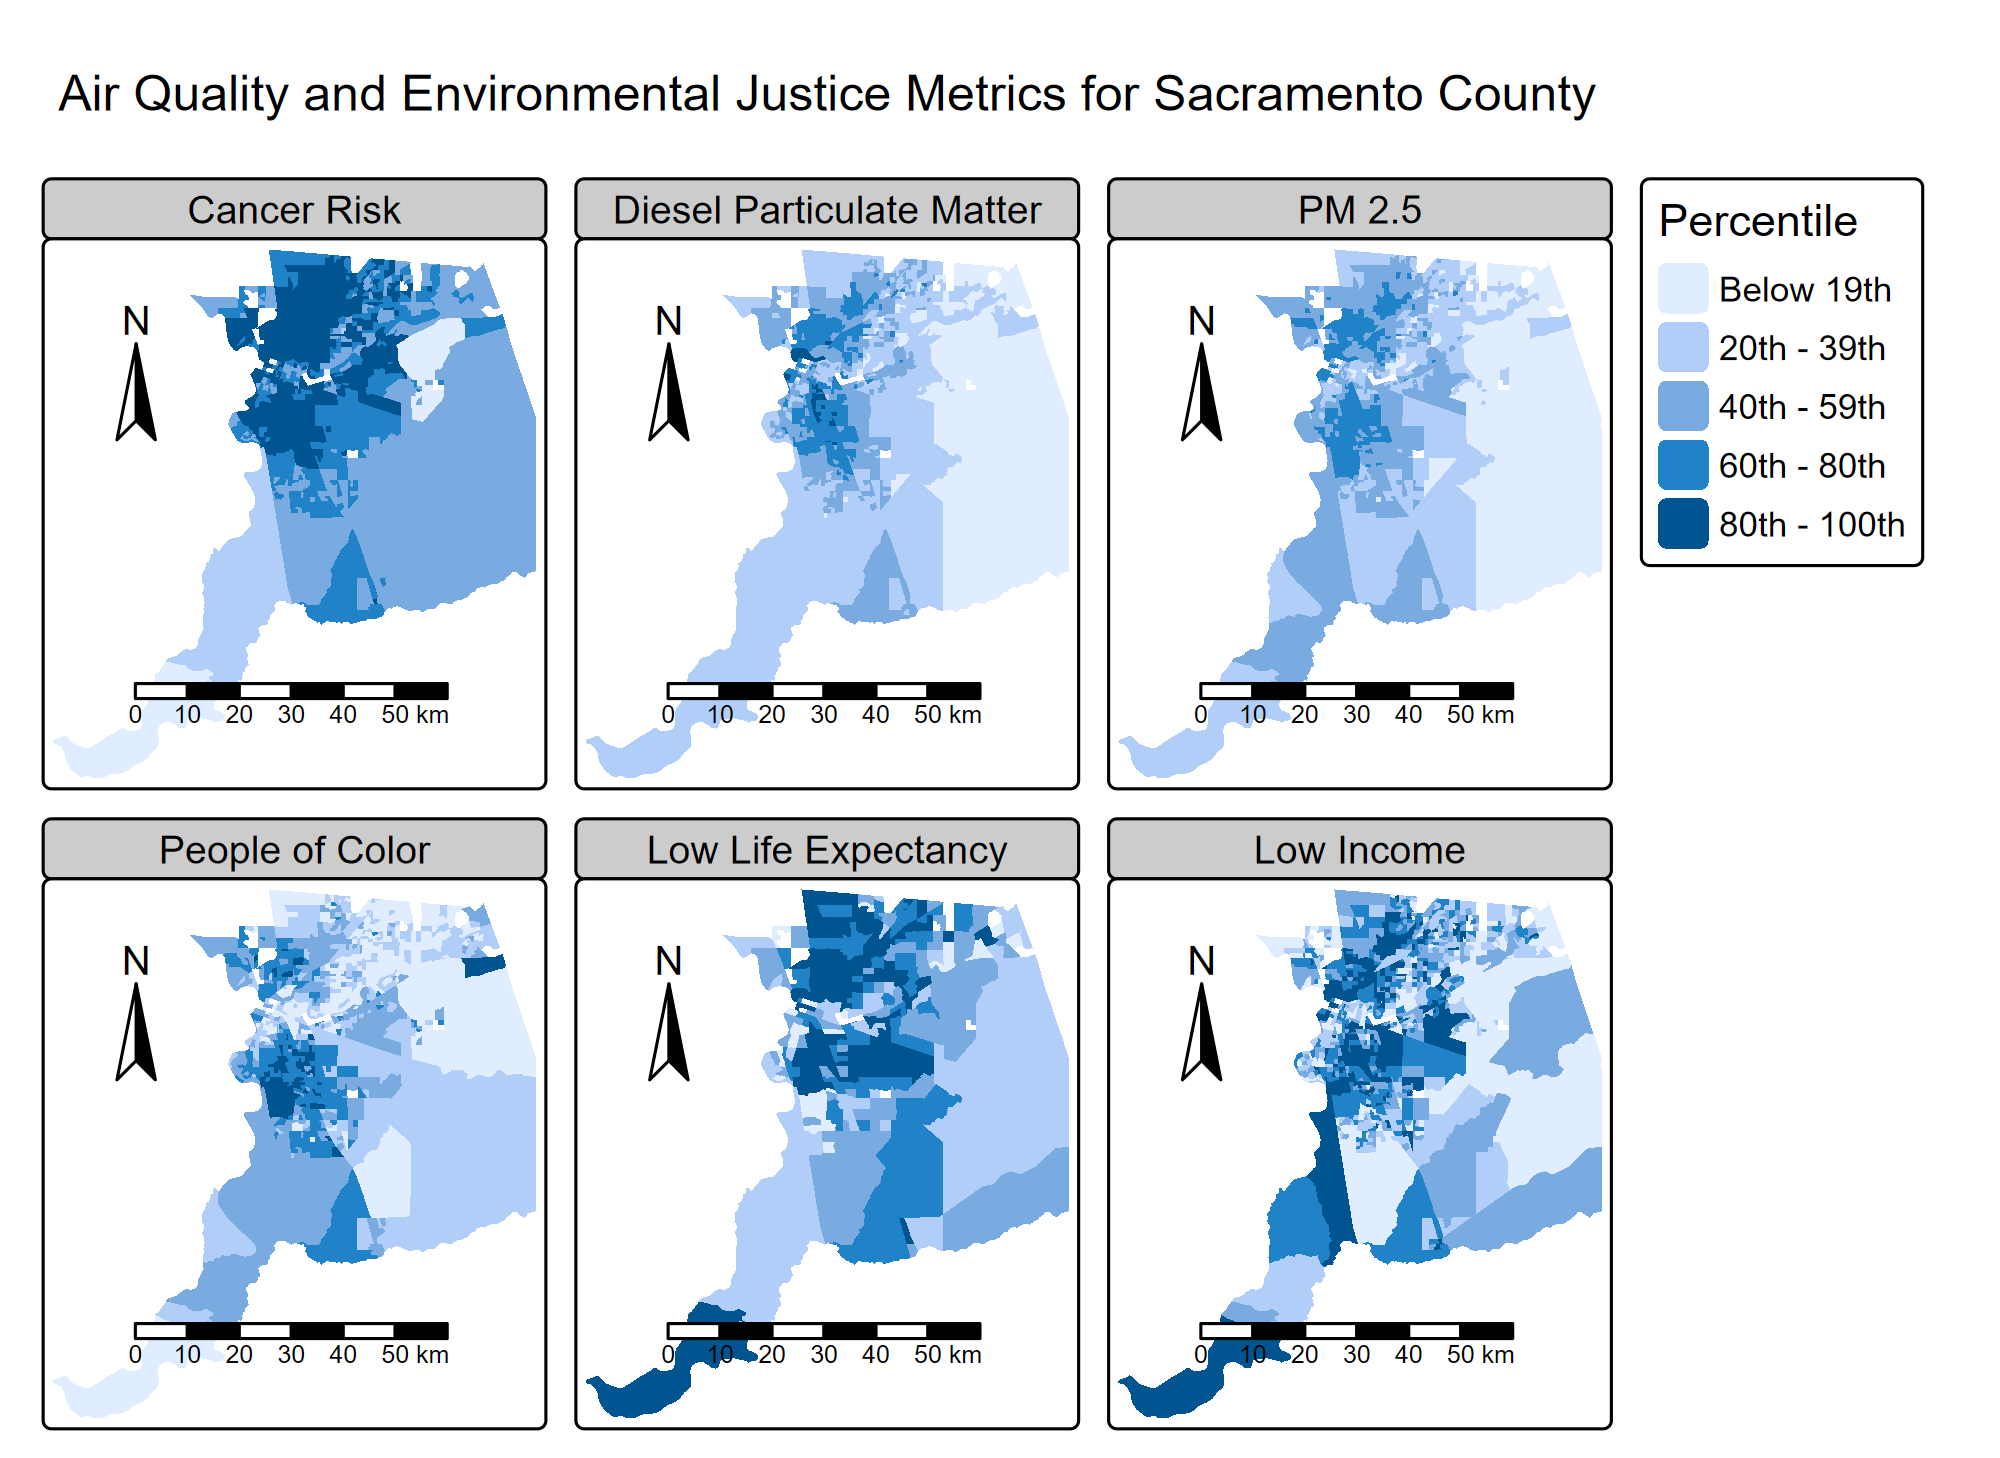 Air Quality and Environmental Justice Metrics for Sacramento County
Cancer Risk
N
0 10 20 30 40 50 km
Diesel Particulate Matter
N
0 10 20 30 40 50 km
PM 2.5
N
0 10 20 30 40 50 km
Percentile
Below 19th
20th - 39th
40th - 59th
60th - 80th
80th - 100th
People of Color
N
0 10 20 30 40 50 km
Low Life Expectancy
N
0 10 20 30 40 50 km
Low Income
N
0 10 20 30 40 50 km